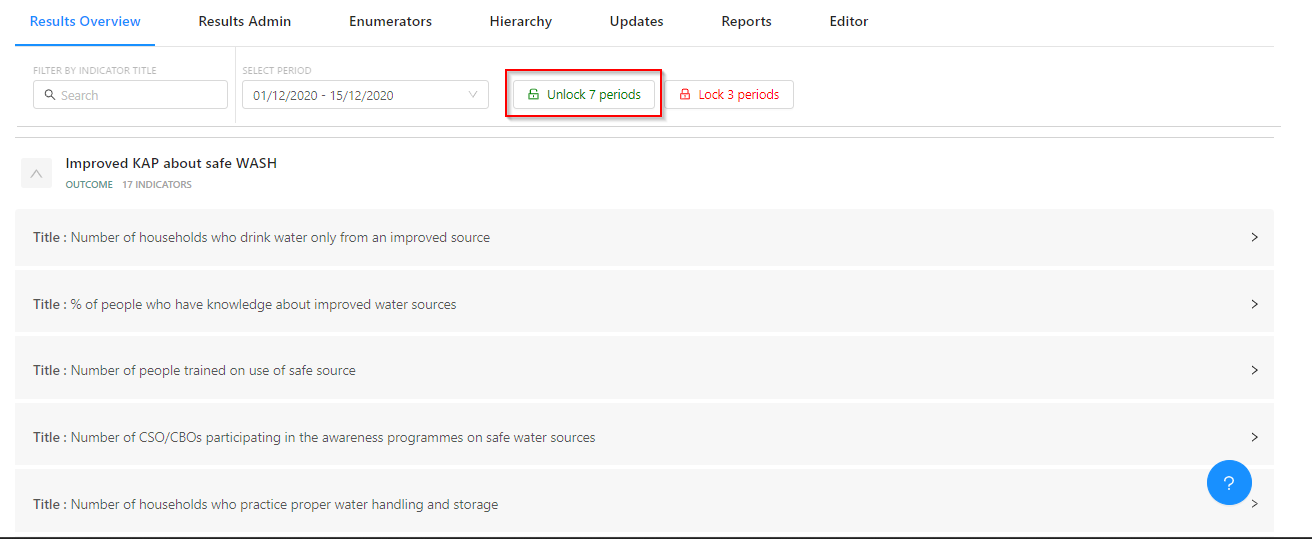 Results Overview Results Admin Enumerators Hierarchy Updates Reports Editor
FILTER BY INDICATOR TITLE SELECT PERIOD
Search 01/12/2020 - 15/12/2020 Unlock 7 periods Lock 3 periods
Improved KAP about safe WASH
OUTCOME 17 INDICATORS
Title : Number of households who drink water only from an improved source
Title : % of people who have knowledge about improved water sources
Title : Number of people trained on use of safe source
Title : Number of CSO/CBOs participating in the awareness programmes on safe water sources
?
Title : Number of households who practice proper water handling and storage